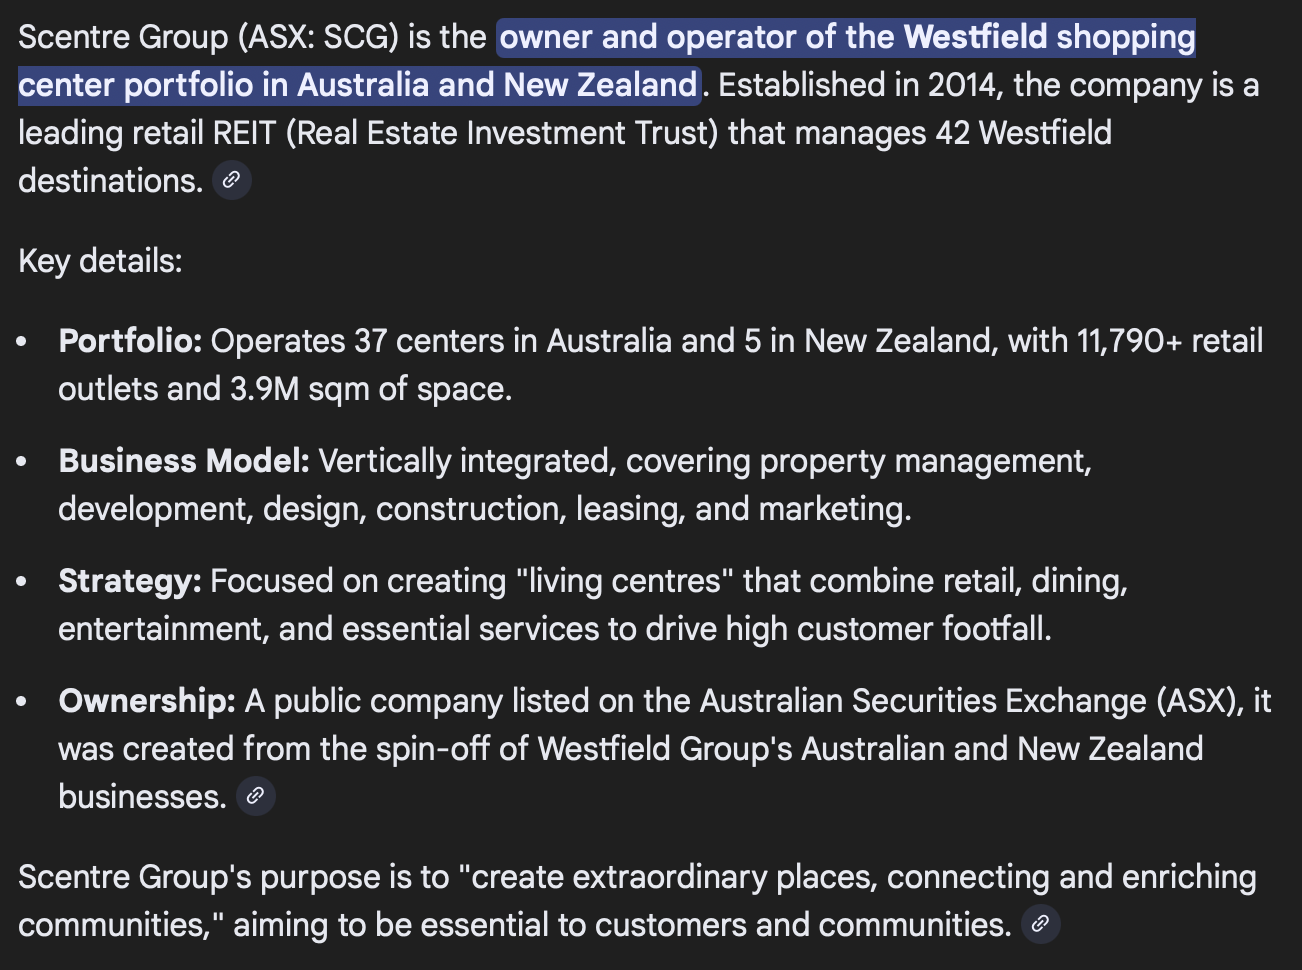 Scentre Group (ASX: SCG) is the owner and operator of the Westfield shopping
center portfolio in Australia and New Zealand. Established in 2014, the company is a
leading retail REIT (Real Estate Investment Trust) that manages 42 Westfield
destinations.
Key details:
• Portfolio: Operates 37 centers in Australia and 5 in New Zealand, with 11,790+ retail
outlets and 3.9M sqm of space.
• Business Model: Vertically integrated, covering property management,
development, design, construction, leasing, and marketing.
• Strategy: Focused on creating "living centres" that combine retail, dining,
entertainment, and essential services to drive high customer footfall.
• Ownership: A public company listed on the Australian Securities Exchange (ASX), it
was created from the spin-off of Westfield Group's Australian and New Zealand
businesses.
Scentre Group's purpose is to "create extraordinary places, connecting and enriching
communities," aiming to be essential to customers and communities.